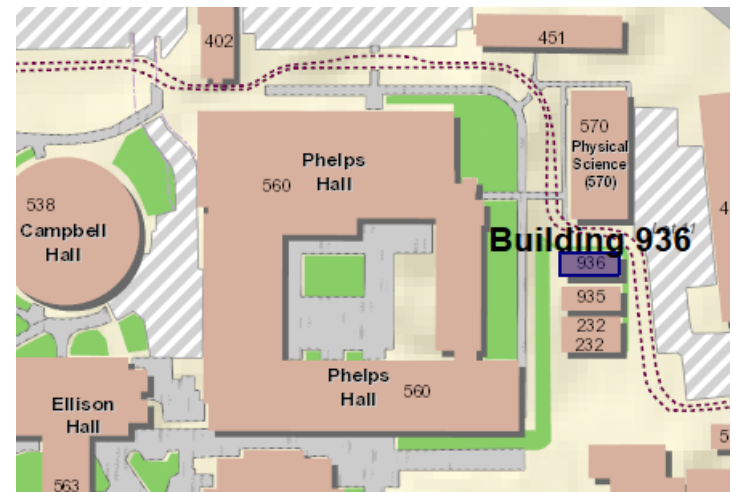 402
451
570
Physical
Science
(570)
Phelps
Hall
560
538
Campbell
Hall
Building 936
936
935
232
232
Phelps
Hall
560
Ellison
Hall
563